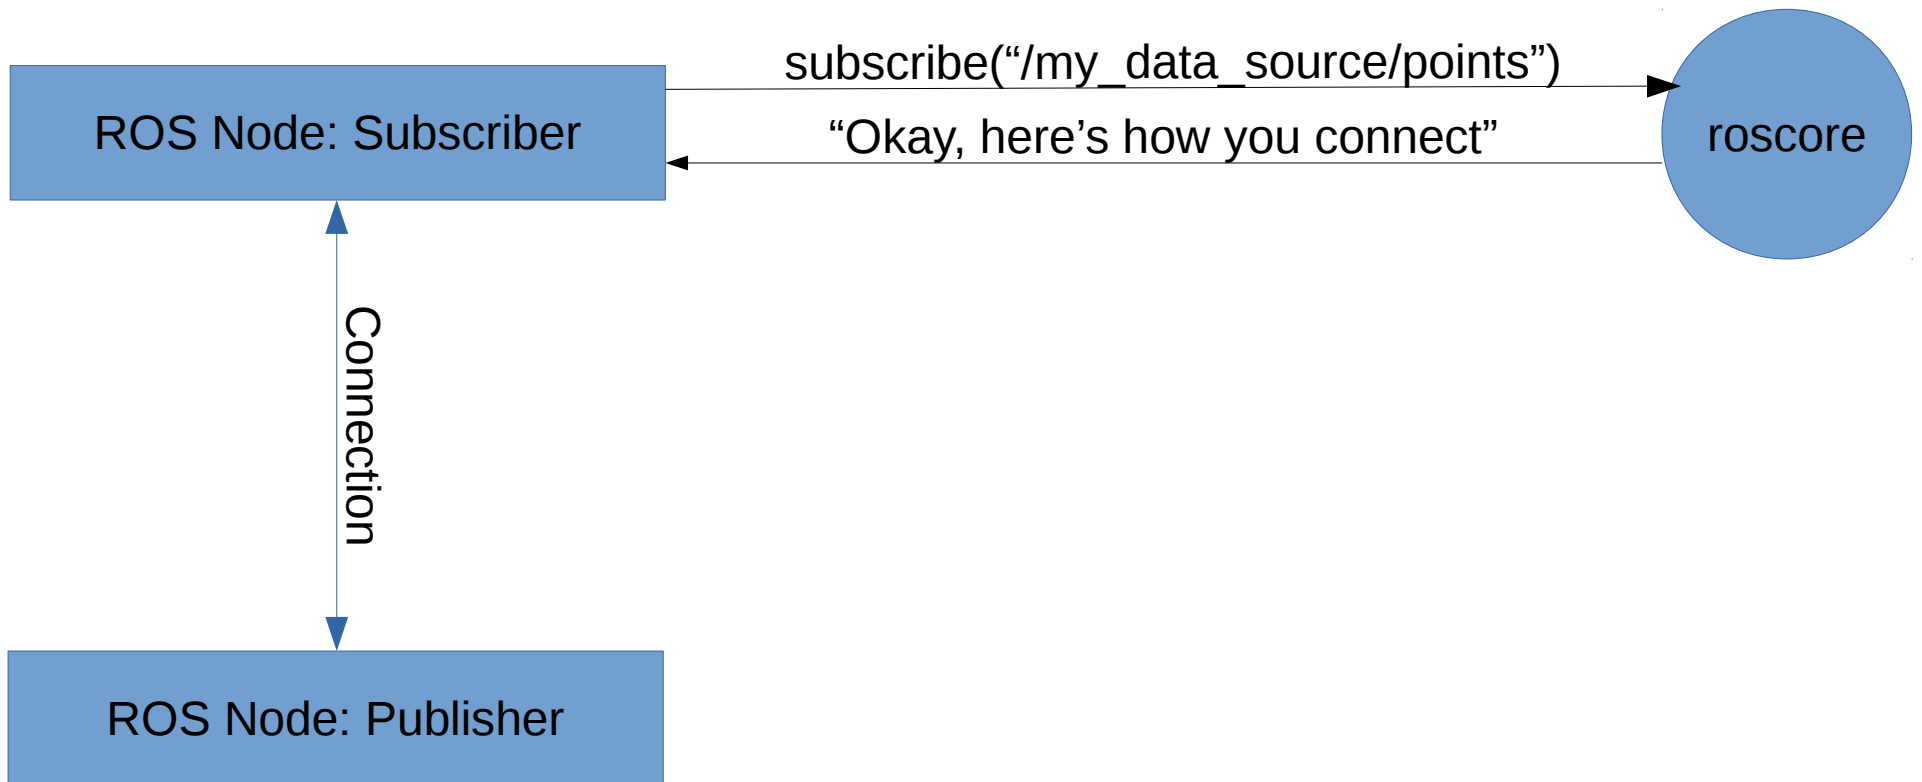 subscribe(“/my_data_source/points”)
ROS Node: Subscriber
“Okay, here’s how you connect”
roscore
Connection
ROS Node: Publisher